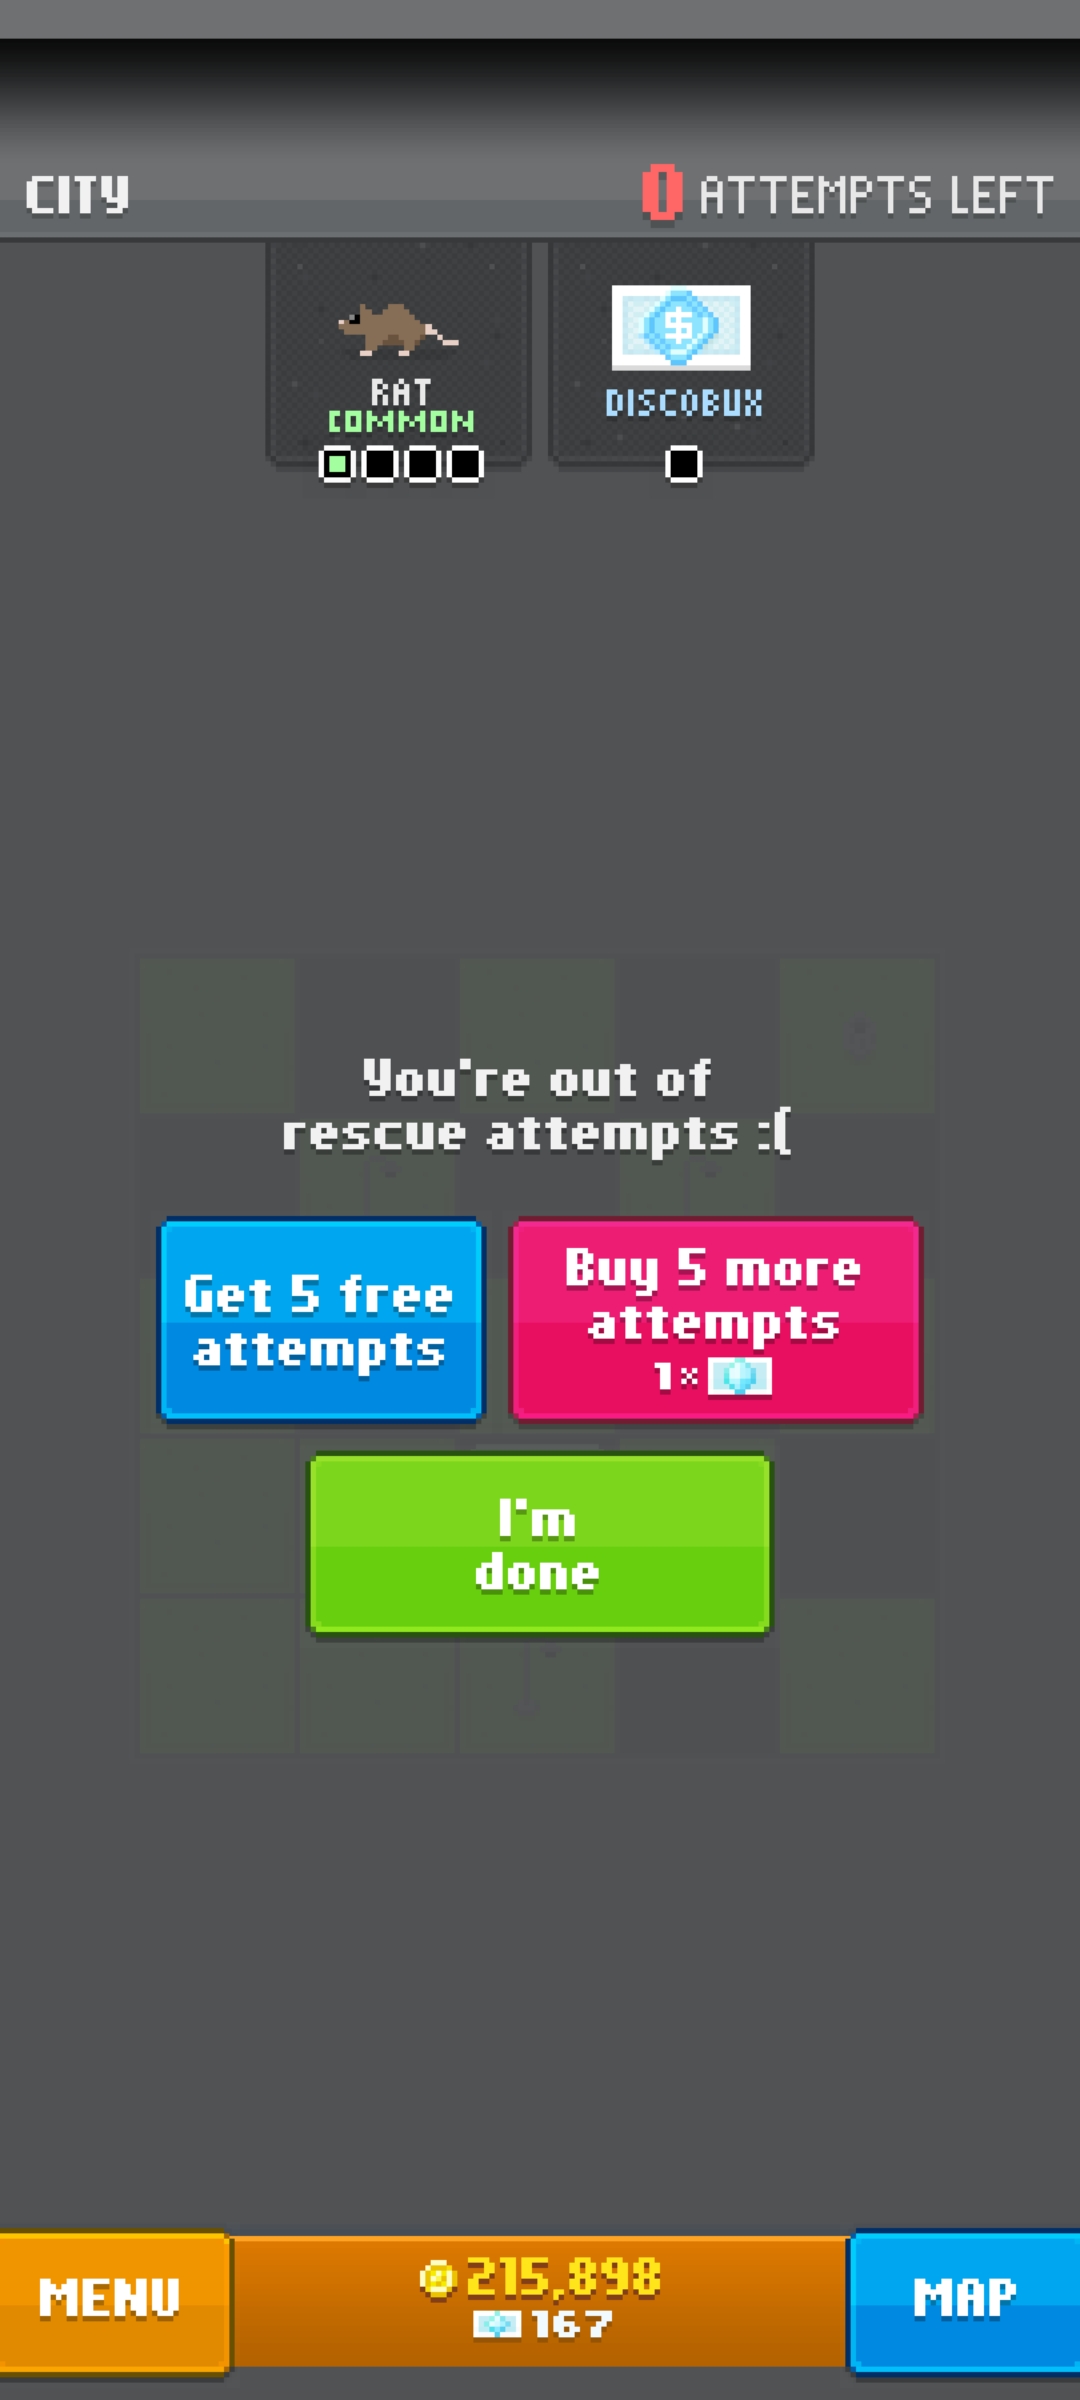 CITY
0 ATTEMPTS LEFT
RAT
COMMON
$
DISCOBUX
You're out of
rescue attempts :(
Get 5 free
attempts
Buy 5 more
attempts
1×
I'm
done
MENU
215,898
167
MAP